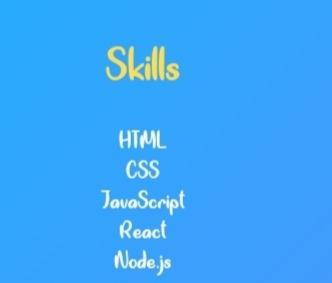 Skills
HTML
CSS
JavaScript
React
Node.js